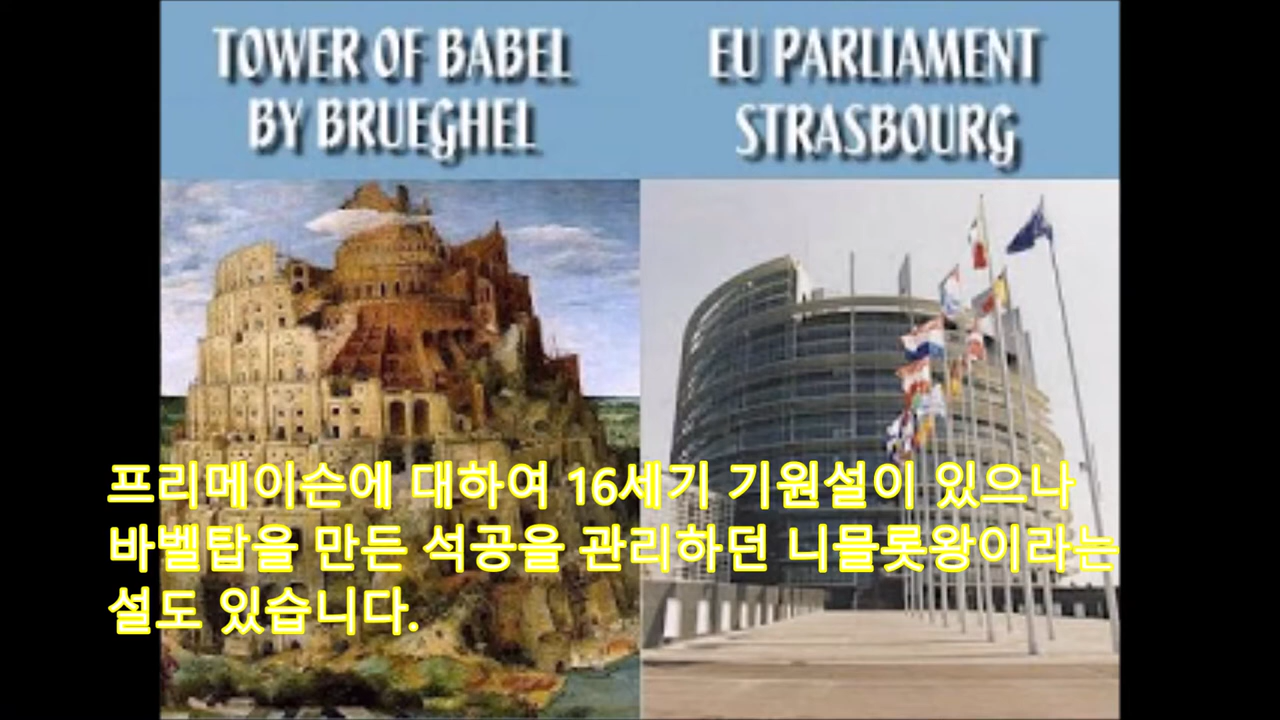 TOWER OF BABEL
BY BRUEGHEL
EU PARLIAMENT
STRASBOURG
프리메이슨에 대하여 16세기 기원설이 있으나
바벨탑을 만든 석공을 관리하던 니믈롯왕이라는
설도 있습니다.